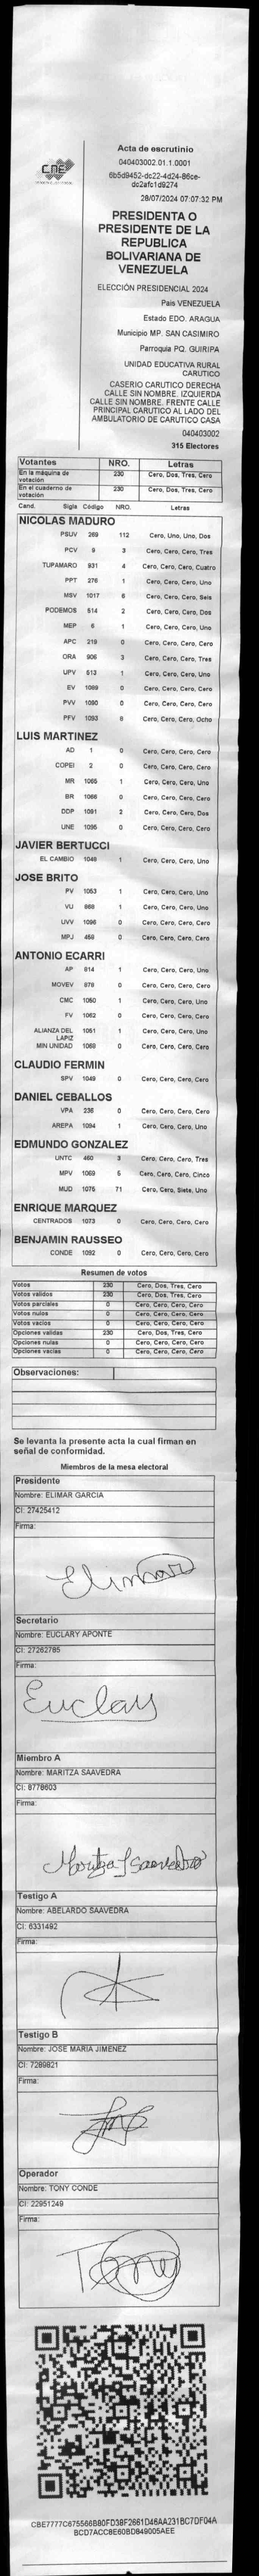 CNE
Acta de escrutinio
040403002.01.1.0001
6b5d9452-dc22-4d24-86ce-
dc2afc1d9274
28/07/2024 07:07:32 PM
PRESIDENTA O
PRESIDENTE DE LA
REPUBLICA
BOLIVARIANA DE
VENEZUELA
ELECCIÓN PRESIDENCIAL 2024
Pais VENEZUELA
Estado EDO. ARAGUA
Municipio MP. SAN CASIMIRO
Parroquia PQ. GUIRIPA
UNIDAD EDUCATIVA RURAL
CARUTICO
CASERIO CARUTICO DERECHA
CALLE SIN NOMBRE. IZQUIERDA
CALLE SIN NOMBRE. FRENTE CALLE
PRINCIPAL CARUTICO AL LADO DEL
AMBULATORIO DE CARUTICO CASA
040403002
315 Electores
Votantes NRO. Letras
En la máquina de votación 230 Cero, Dos, Tres, Cero
En el cuaderno de votación 230 Cero, Dos, Tres, Cero
Cand. Sigla Código NRO. Letras
NICOLAS MADURO
PSUV 269 112 Cero, Uno, Uno, Dos
PCV 9 3 Cero, Cero, Cero, Tres
TUPAMARO 931 4 Cero, Cero, Cero, Cuatro
PPT 276 1 Cero, Cero, Cero, Uno
MSV 1017 6 Cero, Cero, Cero, Seis
PODEMOS 514 2 Cero, Cero, Cero, Dos
MEP 6 1 Cero, Cero, Cero, Uno
APC 219 0 Cero, Cero, Cero, Cero
ORA 906 3 Cero, Cero, Cero, Tres
UPV 513 1 Cero, Cero, Cero, Uno
EV 1089 0 Cero, Cero, Cero, Cero
PVV 1090 0 Cero, Cero, Cero, Cero
PFV 1093 8 Cero, Cero, Cero, Ocho
LUIS MARTINEZ
AD 1 0 Cero, Cero, Cero, Cero
COPEI 2 0 Cero, Cero, Cero, Cero
MR 1065 1 Cero, Cero, Cero, Uno
BR 1066 0 Cero, Cero, Cero, Cero
DDP 1091 2 Cero, Cero, Cero, Dos
UNE 1095 0 Cero, Cero, Cero, Cero
JAVIER BERTUCCI
EL CAMBIO 1048 1 Cero, Cero, Cero, Uno
JOSE BRITO
PV 1053 1 Cero, Cero, Cero, Uno
VU 968 1 Cero, Cero, Cero, Uno
UVV 1096 0 Cero, Cero, Cero, Cero
MPJ 458 0 Cero, Cero, Cero, Cero
ANTONIO ECARRI
AP 914 1 Cero, Cero, Cero, Uno
MOVEV 978 0 Cero, Cero, Cero, Cero
CMC 1050 1 Cero, Cero, Cero, Uno
FV 1062 0 Cero, Cero, Cero, Cero
ALIANZA DEL LAPIZ 1051 1 Cero, Cero, Cero, Uno
MIN UNIDAD 1068 0 Cero, Cero, Cero, Cero
CLAUDIO FERMIN
SPV 1049 0 Cero, Cero, Cero, Cero
DANIEL CEBALLOS
VPA 236 0 Cero, Cero, Cero, Cero
AREPA 1094 1 Cero, Cero, Cero, Uno
EDMUNDO GONZALEZ
UNTC 460 3 Cero, Cero, Cero, Tres
MPV 1069 5 Cero, Cero, Cero, Cinco
MUD 1075 71 Cero, Cero, Siete, Uno
ENRIQUE MARQUEZ
CENTRADOS 1073 0 Cero, Cero, Cero, Cero
BENJAMIN RAUSSEO
CONDE 1092 0 Cero, Cero, Cero, Cero
Resumen de votos
Votos 230 Cero, Dos, Tres, Cero
Votos validos 230 Cero, Dos, Tres, Cero
Votos parciales 0 Cero, Cero, Cero, Cero
Votos nulos 0 Cero, Cero, Cero, Cero
Votos vacios 0 Cero, Cero, Cero, Cero
Opciones validas 230 Cero, Dos, Tres, Cero
Opciones nulas 0 Cero, Cero, Cero, Cero
Opciones vacias 0 Cero, Cero, Cero, Cero
Observaciones:
Se levanta la presente acta la cual firman en
señal de conformidad.
Miembros de la mesa electoral
Presidente
Nombre: ELIMAR GARCIA
CI: 27425412
Firma:
Elimar
Secretario
Nombre: EUCLARY APONTE
CI: 27262785
Firma:
Euclary
Miembro A
Nombre: MARITZA SAAVEDRA
CI: 8778603
Firma:
Maritza Saavedra
Testigo A
Nombre: ABELARDO SAAVEDRA
CI: 6331492
Firma:
Testigo B
Nombre: JOSE MARIA JIMENEZ
CI: 7289821
Firma:
Operador
Nombre: TONY CONDE
CI: 22951249
Firma:
Tony
CBE7777C675566B80FD38F2661D46AA231BC7DF04A
BCD7ACC8E60BD849005AEE